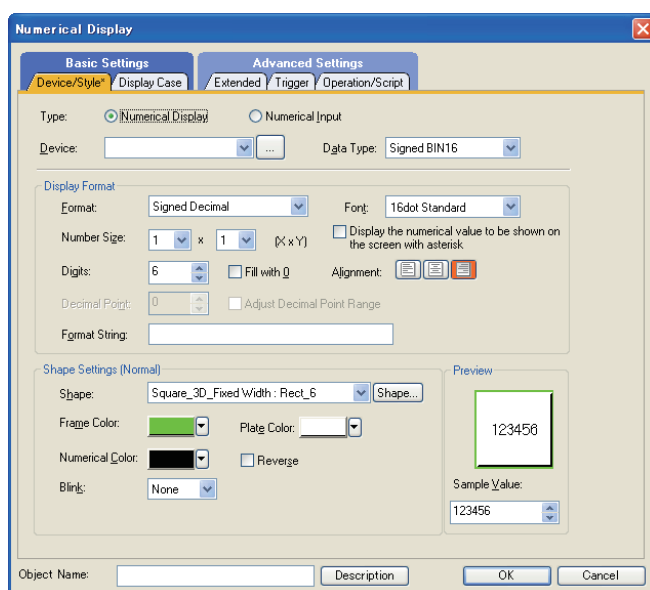 Numerical Display
Basic Settings
Advanced Settings
Device/Style*
Display Case
Extended
Trigger
Operation/Script
Type:
Numerical Display
Numerical Input
Device:
...
Data Type:
Signed BIN16
Display Format
Format:
Signed Decimal
Font:
16dot Standard
Number Size:
1
x
1
(X x Y)
Display the numerical value to be shown on
the screen with asterisk
Digits:
6
Fill with 0
Alignment:
Decimal Point:
0
Adjust Decimal Point Range
Format String:
Shape Settings (Normal)
Shape:
Square_3D_Fixed Width : Rect_6
Shape...
Preview
123456
Frame Color:
Plate Color:
Numerical Color:
Reverse
Blink:
None
Sample Value:
123456
Object Name:
Description
OK
Cancel